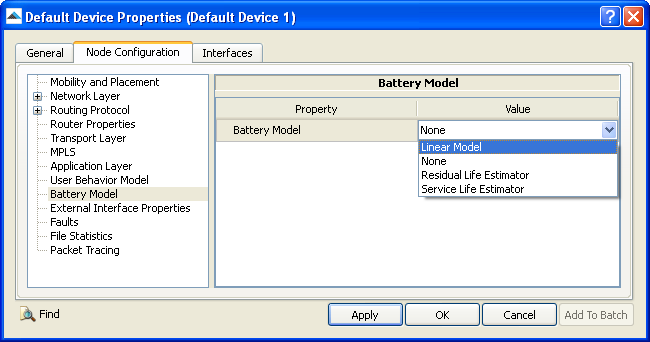 Default Device Properties (Default Device 1)
General Node Configuration Interfaces
Mobility and Placement
Network Layer
Routing Protocol
Router Properties
Transport Layer
MPLS
Application Layer
User Behavior Model
Battery Model
External Interface Properties
Faults
File Statistics
Packet Tracing
Battery Model
Property Value
Battery Model None
Linear Model
None
Residual Life Estimator
Service Life Estimator
Find Apply OK Cancel Add To Batch